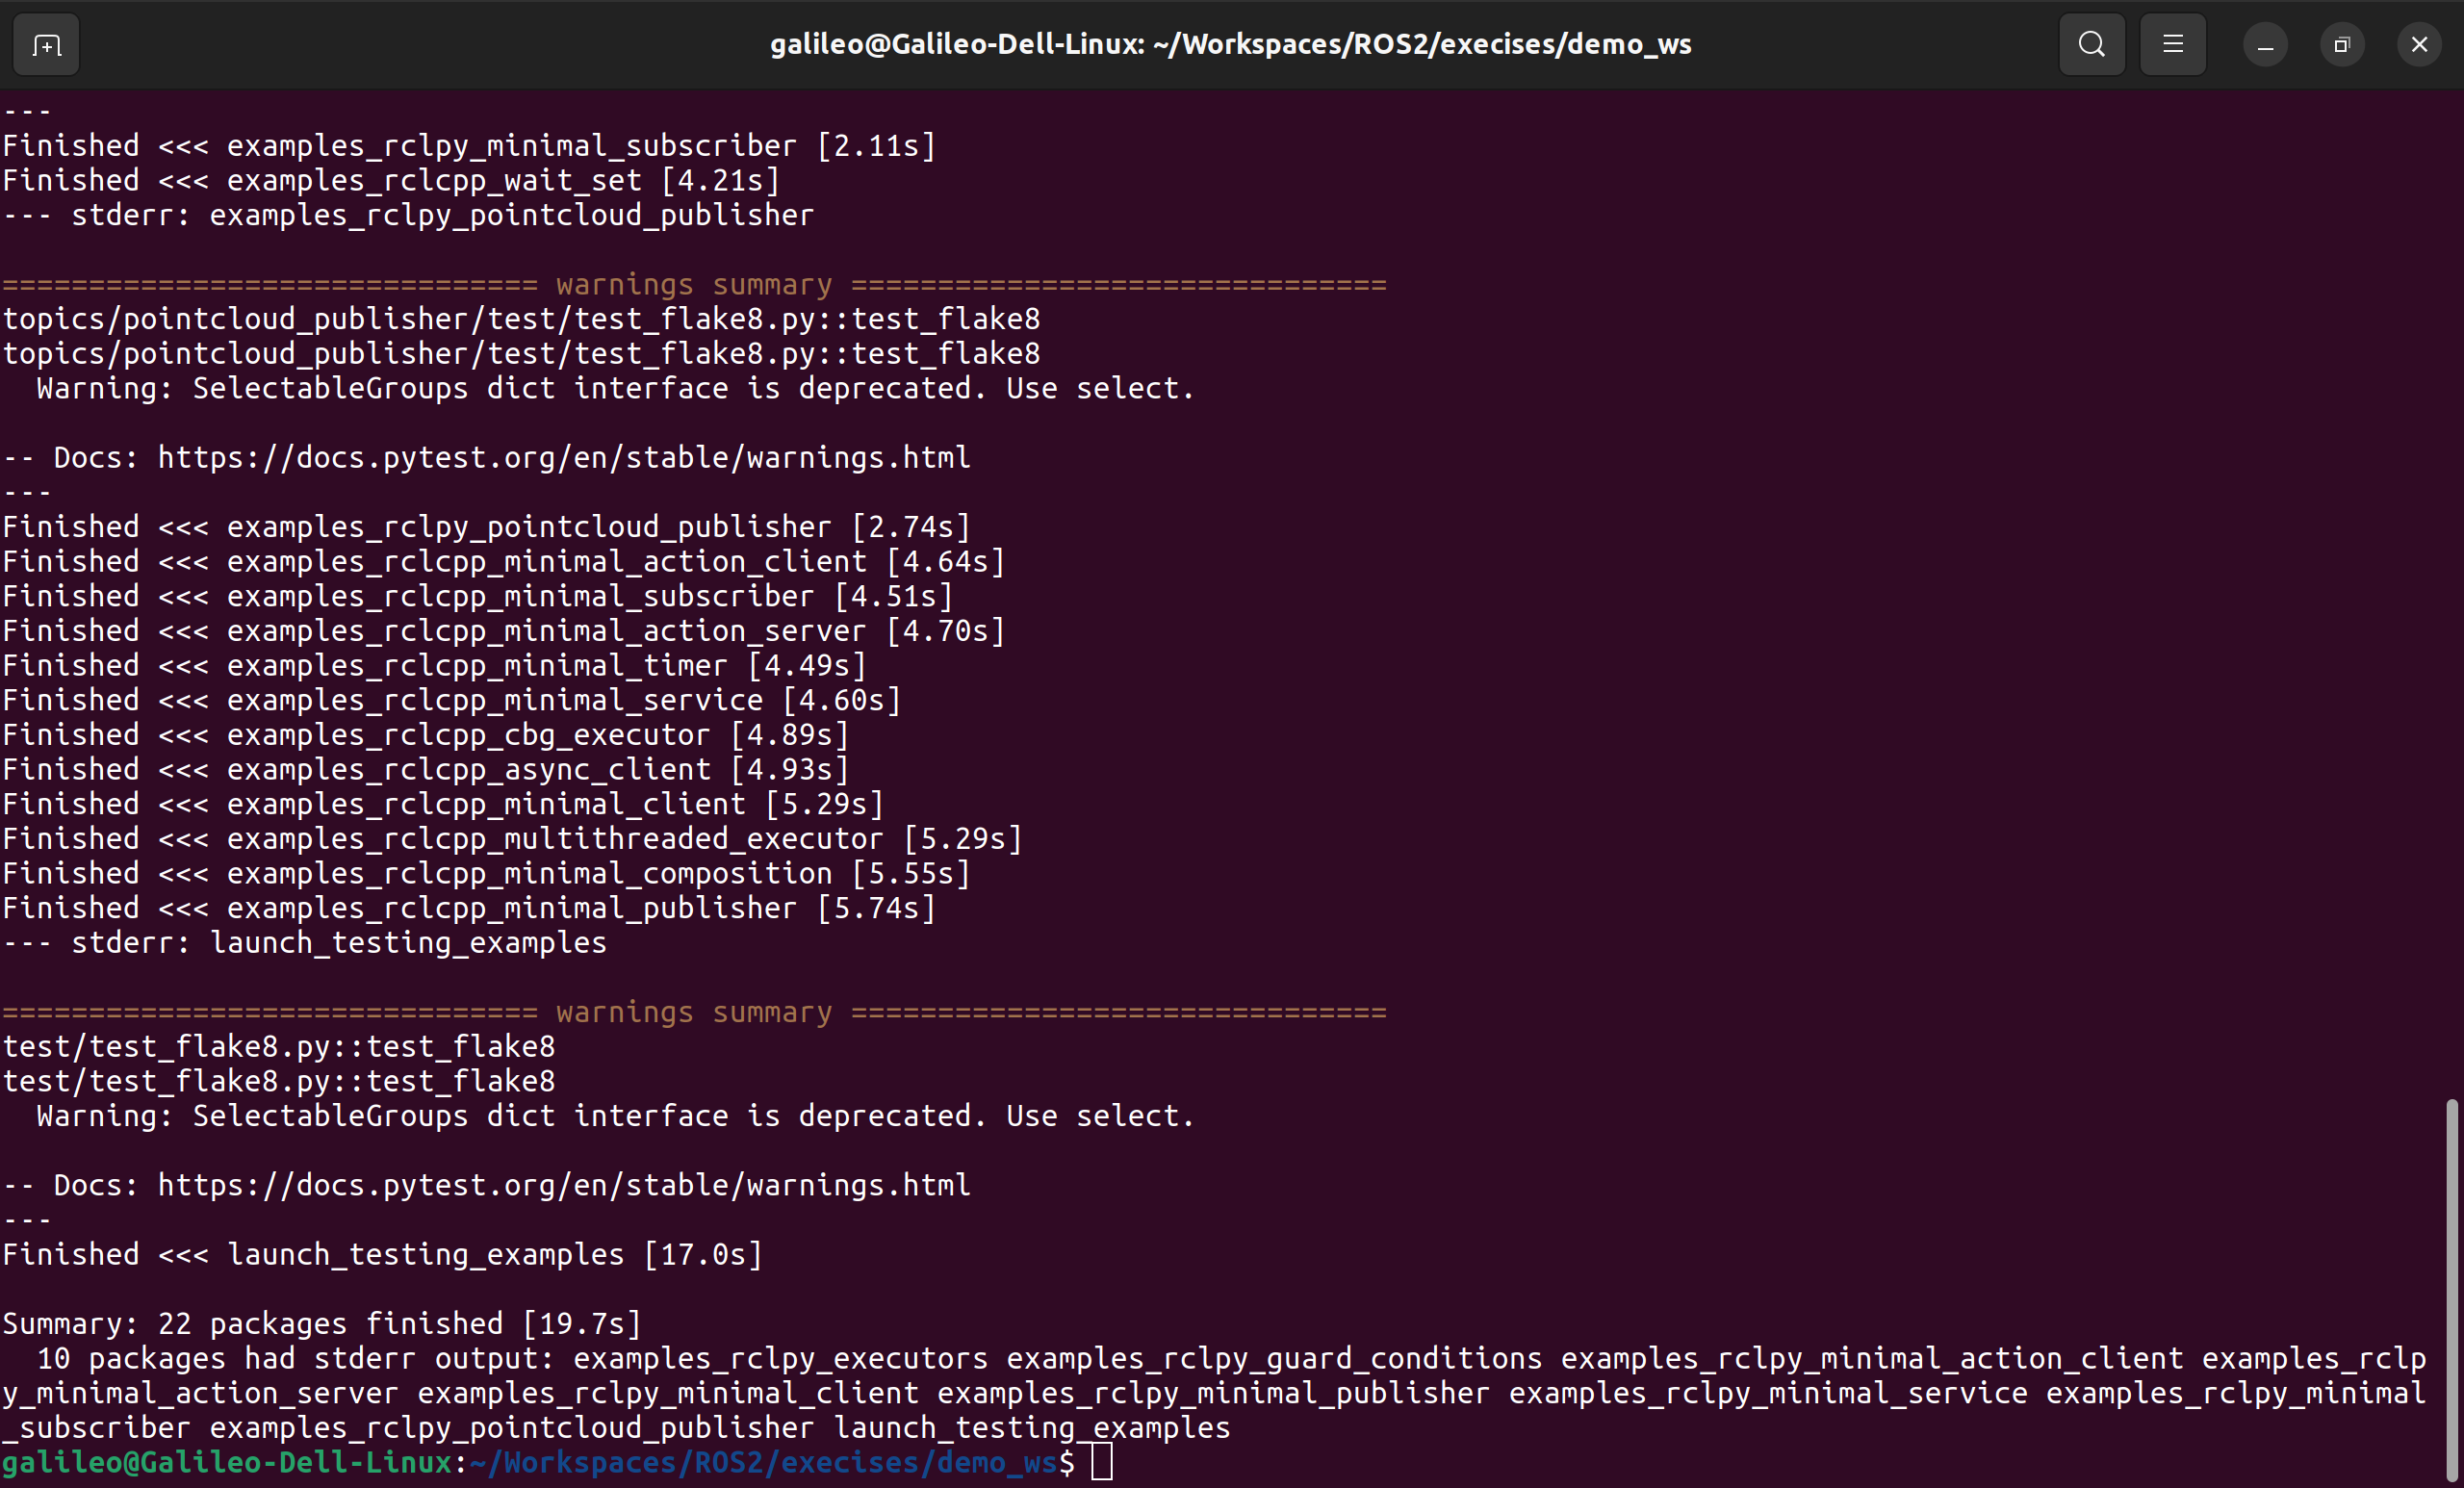 galileo@Galileo-Dell-Linux: ~/Workspaces/ROS2/execises/demo_ws
---
Finished <<< examples_rclpy_minimal_subscriber [2.11s]
Finished <<< examples_rclcpp_wait_set [4.21s]
--- stderr: examples_rclpy_pointcloud_publisher
=============================== warnings summary ===============================
topics/pointcloud_publisher/test/test_flake8.py::test_flake8
topics/pointcloud_publisher/test/test_flake8.py::test_flake8
  Warning: SelectableGroups dict interface is deprecated. Use select.
-- Docs: https://docs.pytest.org/en/stable/warnings.html
---
Finished <<< examples_rclpy_pointcloud_publisher [2.74s]
Finished <<< examples_rclcpp_minimal_action_client [4.64s]
Finished <<< examples_rclcpp_minimal_subscriber [4.51s]
Finished <<< examples_rclcpp_minimal_action_server [4.70s]
Finished <<< examples_rclcpp_minimal_timer [4.49s]
Finished <<< examples_rclcpp_minimal_service [4.60s]
Finished <<< examples_rclcpp_cbg_executor [4.89s]
Finished <<< examples_rclcpp_async_client [4.93s]
Finished <<< examples_rclcpp_minimal_client [5.29s]
Finished <<< examples_rclcpp_multithreaded_executor [5.29s]
Finished <<< examples_rclcpp_minimal_composition [5.55s]
Finished <<< examples_rclcpp_minimal_publisher [5.74s]
--- stderr: launch_testing_examples
=============================== warnings summary ===============================
test/test_flake8.py::test_flake8
test/test_flake8.py::test_flake8
  Warning: SelectableGroups dict interface is deprecated. Use select.
-- Docs: https://docs.pytest.org/en/stable/warnings.html
---
Finished <<< launch_testing_examples [17.0s]
Summary: 22 packages finished [19.7s]
  10 packages had stderr output: examples_rclpy_executors examples_rclpy_guard_conditions examples_rclpy_minimal_action_client examples_rclp
y_minimal_action_server examples_rclpy_minimal_client examples_rclpy_minimal_publisher examples_rclpy_minimal_service examples_rclpy_minimal
_subscriber examples_rclpy_pointcloud_publisher launch_testing_examples
galileo@Galileo-Dell-Linux:~/Workspaces/ROS2/execises/demo_ws$